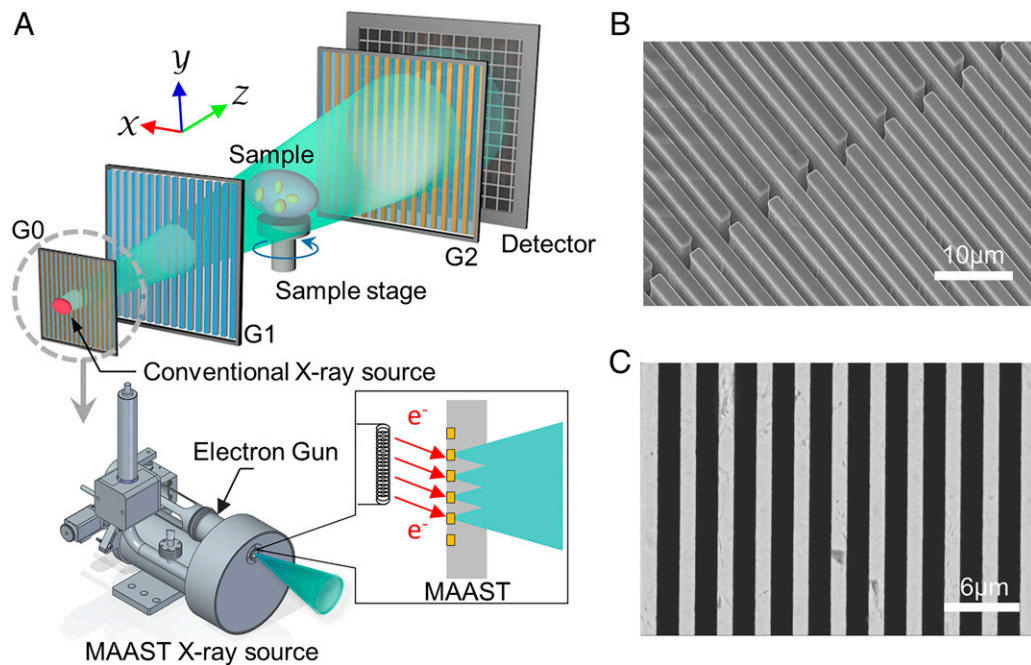 A
y
z
x
Sample
G0
G2
Detector
Sample stage
G1
Conventional X-ray source
Electron Gun
e⁻
e⁻
MAAST
MAAST X-ray source
B
10μm
C
6μm